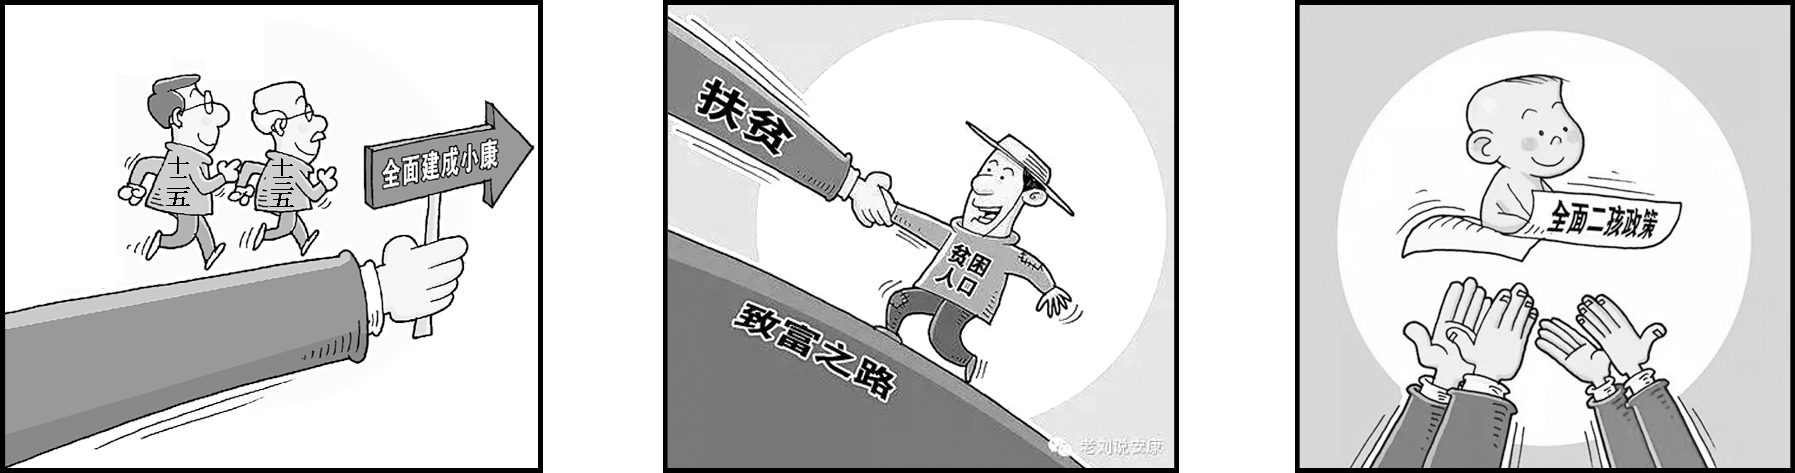 十二五
十三五
全面建成小康
扶贫
贫困
人口
致富之路
老刘说安康
全面二孩政策